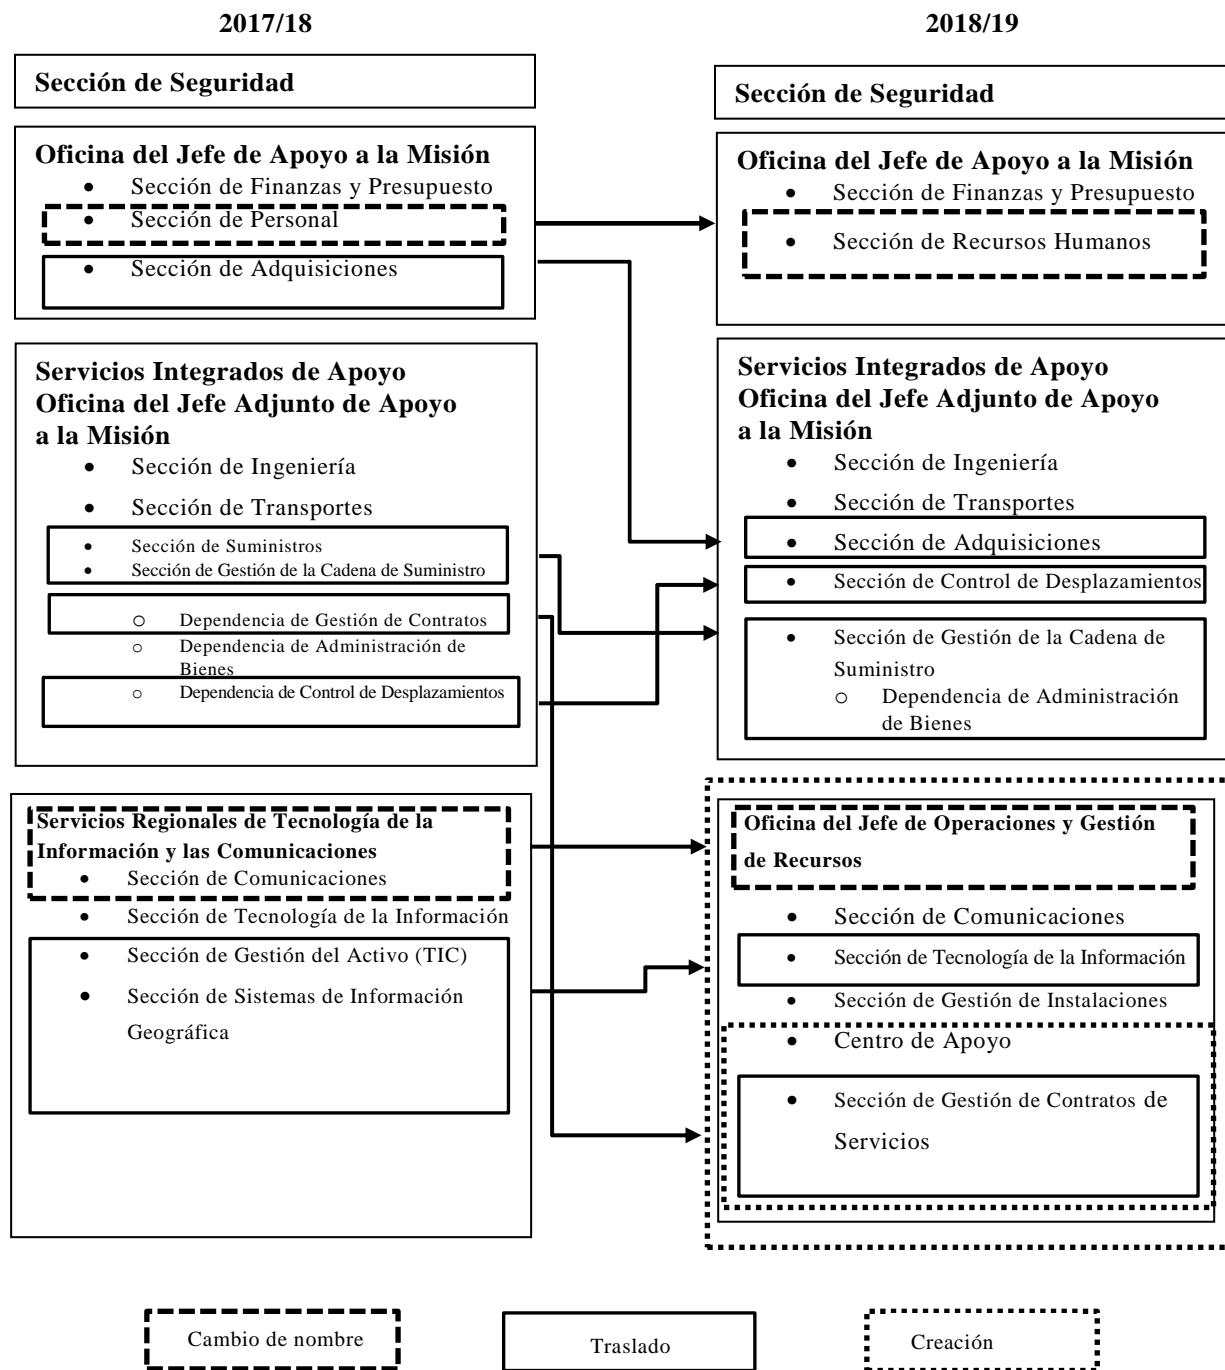 2017/18
Sección de Seguridad
Oficina del Jefe de Apoyo a la Misión
• Sección de Finanzas y Presupuesto
• Sección de Personal
• Sección de Adquisiciones
Servicios Integrados de Apoyo
Oficina del Jefe Adjunto de Apoyo
a la Misión
• Sección de Ingeniería
• Sección de Transportes
• Sección de Suministros
• Sección de Gestión de la Cadena de Suministro
o Dependencia de Gestión de Contratos
o Dependencia de Administración de
Bienes
o Dependencia de Control de Desplazamientos
Servicios Regionales de Tecnología de la
Información y las Comunicaciones
• Sección de Comunicaciones
• Sección de Tecnología de la Información
• Sección de Gestión del Activo (TIC)
• Sección de Sistemas de Información
Geográfica
2018/19
Sección de Seguridad
Oficina del Jefe de Apoyo a la Misión
• Sección de Finanzas y Presupuesto
• Sección de Recursos Humanos
Servicios Integrados de Apoyo
Oficina del Jefe Adjunto de Apoyo
a la Misión
• Sección de Ingeniería
• Sección de Transportes
• Sección de Adquisiciones
• Sección de Control de Desplazamientos
• Sección de Gestión de la Cadena de
Suministro
o Dependencia de Administración
de Bienes
Oficina del Jefe de Operaciones y Gestión
de Recursos
• Sección de Comunicaciones
• Sección de Tecnología de la Información
• Sección de Gestión de Instalaciones
• Centro de Apoyo
• Sección de Gestión de Contratos de
Servicios
Cambio de nombre
Traslado
Creación